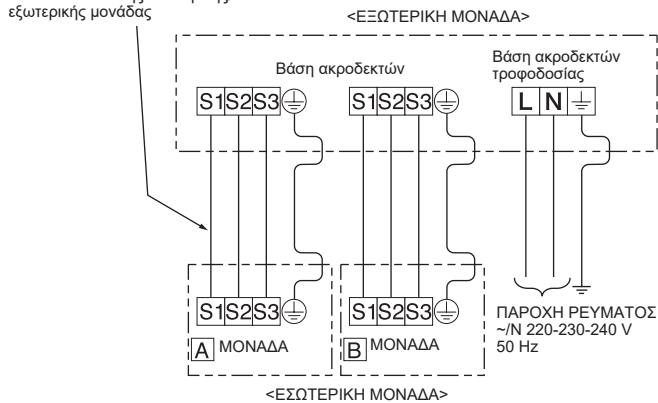 εξωτερικής μονάδας
<ΕΞΩΤΕΡΙΚΗ ΜΟΝΑΔΑ>
Βάση ακροδεκτών
Βάση ακροδεκτών
τροφοδοσίας
S1 S2 S3
S1 S2 S3
L N
S1 S2 S3
S1 S2 S3
A ΜΟΝΑΔΑ
B ΜΟΝΑΔΑ
ΠΑΡΟΧΗ ΡΕΥΜΑΤΟΣ
~/N 220-230-240 V
50 Hz
<ΕΣΩΤΕΡΙΚΗ ΜΟΝΑΔΑ>